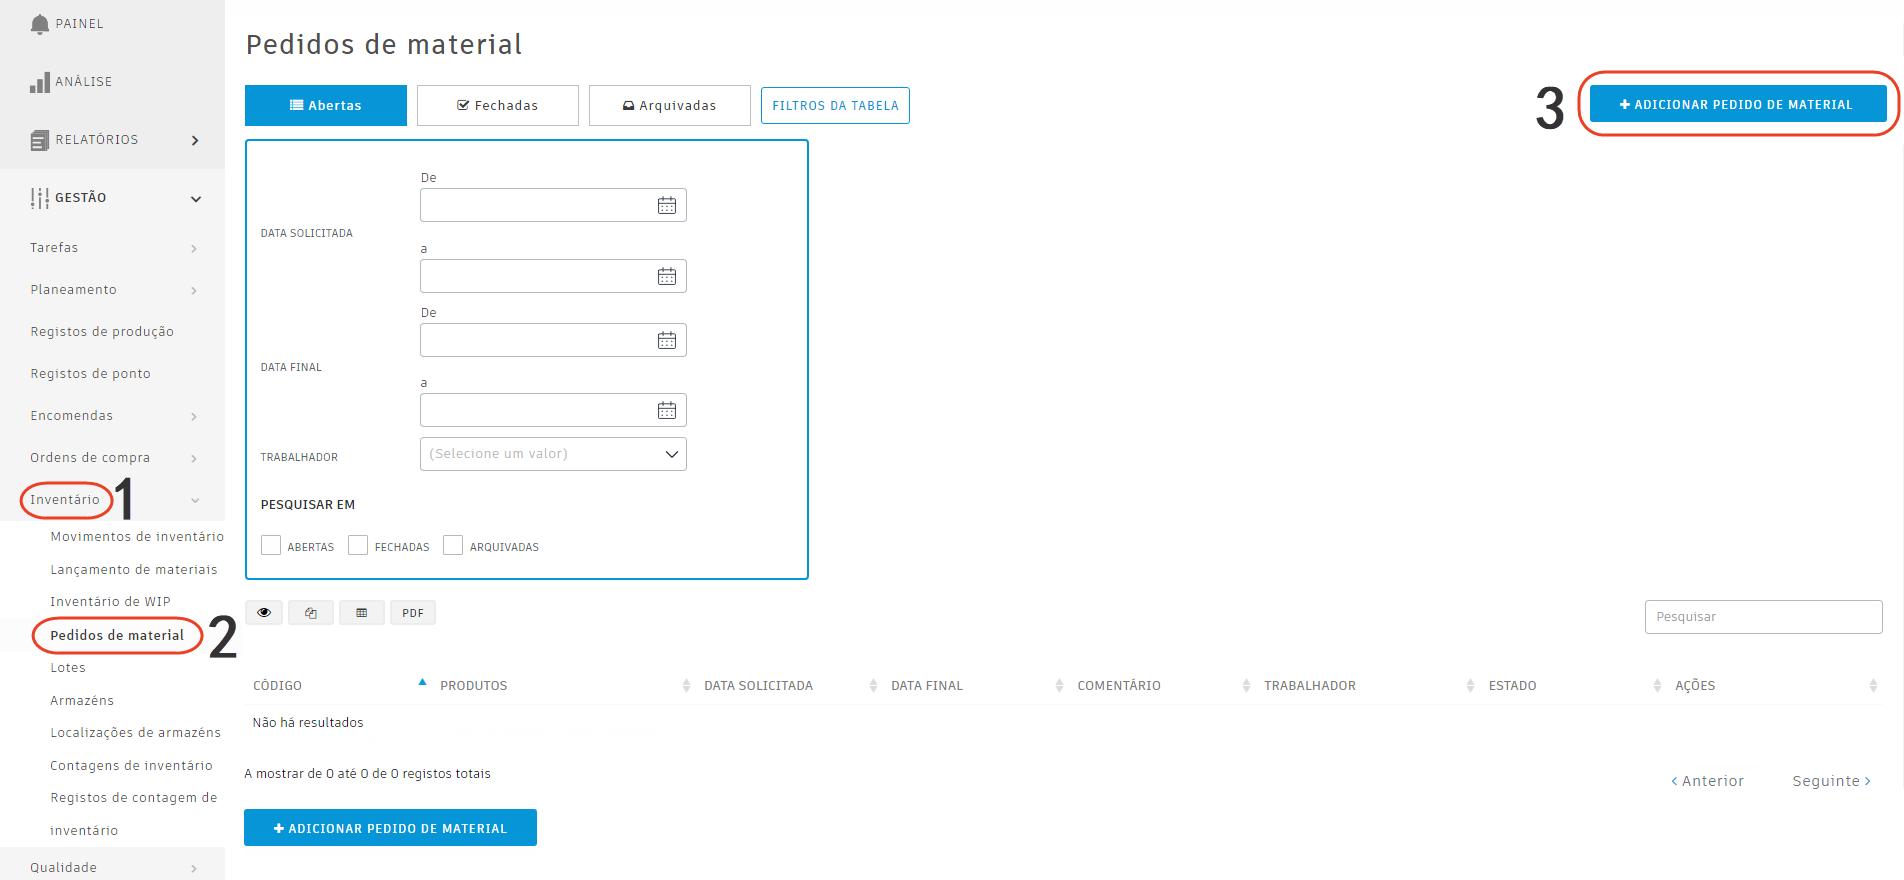 PAINEL
ANÁLISE
RELATÓRIOS
GESTÃO
Tarefas
Planeamento
Registos de produção
Registos de ponto
Encomendas
Ordens de compra
Inventário 1
Movimentos de inventário
Lançamento de materiais
Inventário de WIP
Pedidos de material 2
Lotes
Armazéns
Localizações de armazéns
Contagens de inventário
Registos de contagem de
inventário
Qualidade
Pedidos de material
Abertas Fechadas Arquivadas FILTROS DA TABELA 3 ADICIONAR PEDIDO DE MATERIAL
De
DATA SOLICITADA
a
De
DATA FINAL
a
TRABALHADOR (Selecione um valor)
PESQUISAR EM
ABERTAS FECHADAS ARQUIVADAS
PDF Pesquisar
CÓDIGO PRODUTOS DATA SOLICITADA DATA FINAL COMENTÁRIO TRABALHADOR ESTADO AÇÕES
Não há resultados
A mostrar de 0 até 0 de 0 registos totais
Anterior Seguinte
ADICIONAR PEDIDO DE MATERIAL